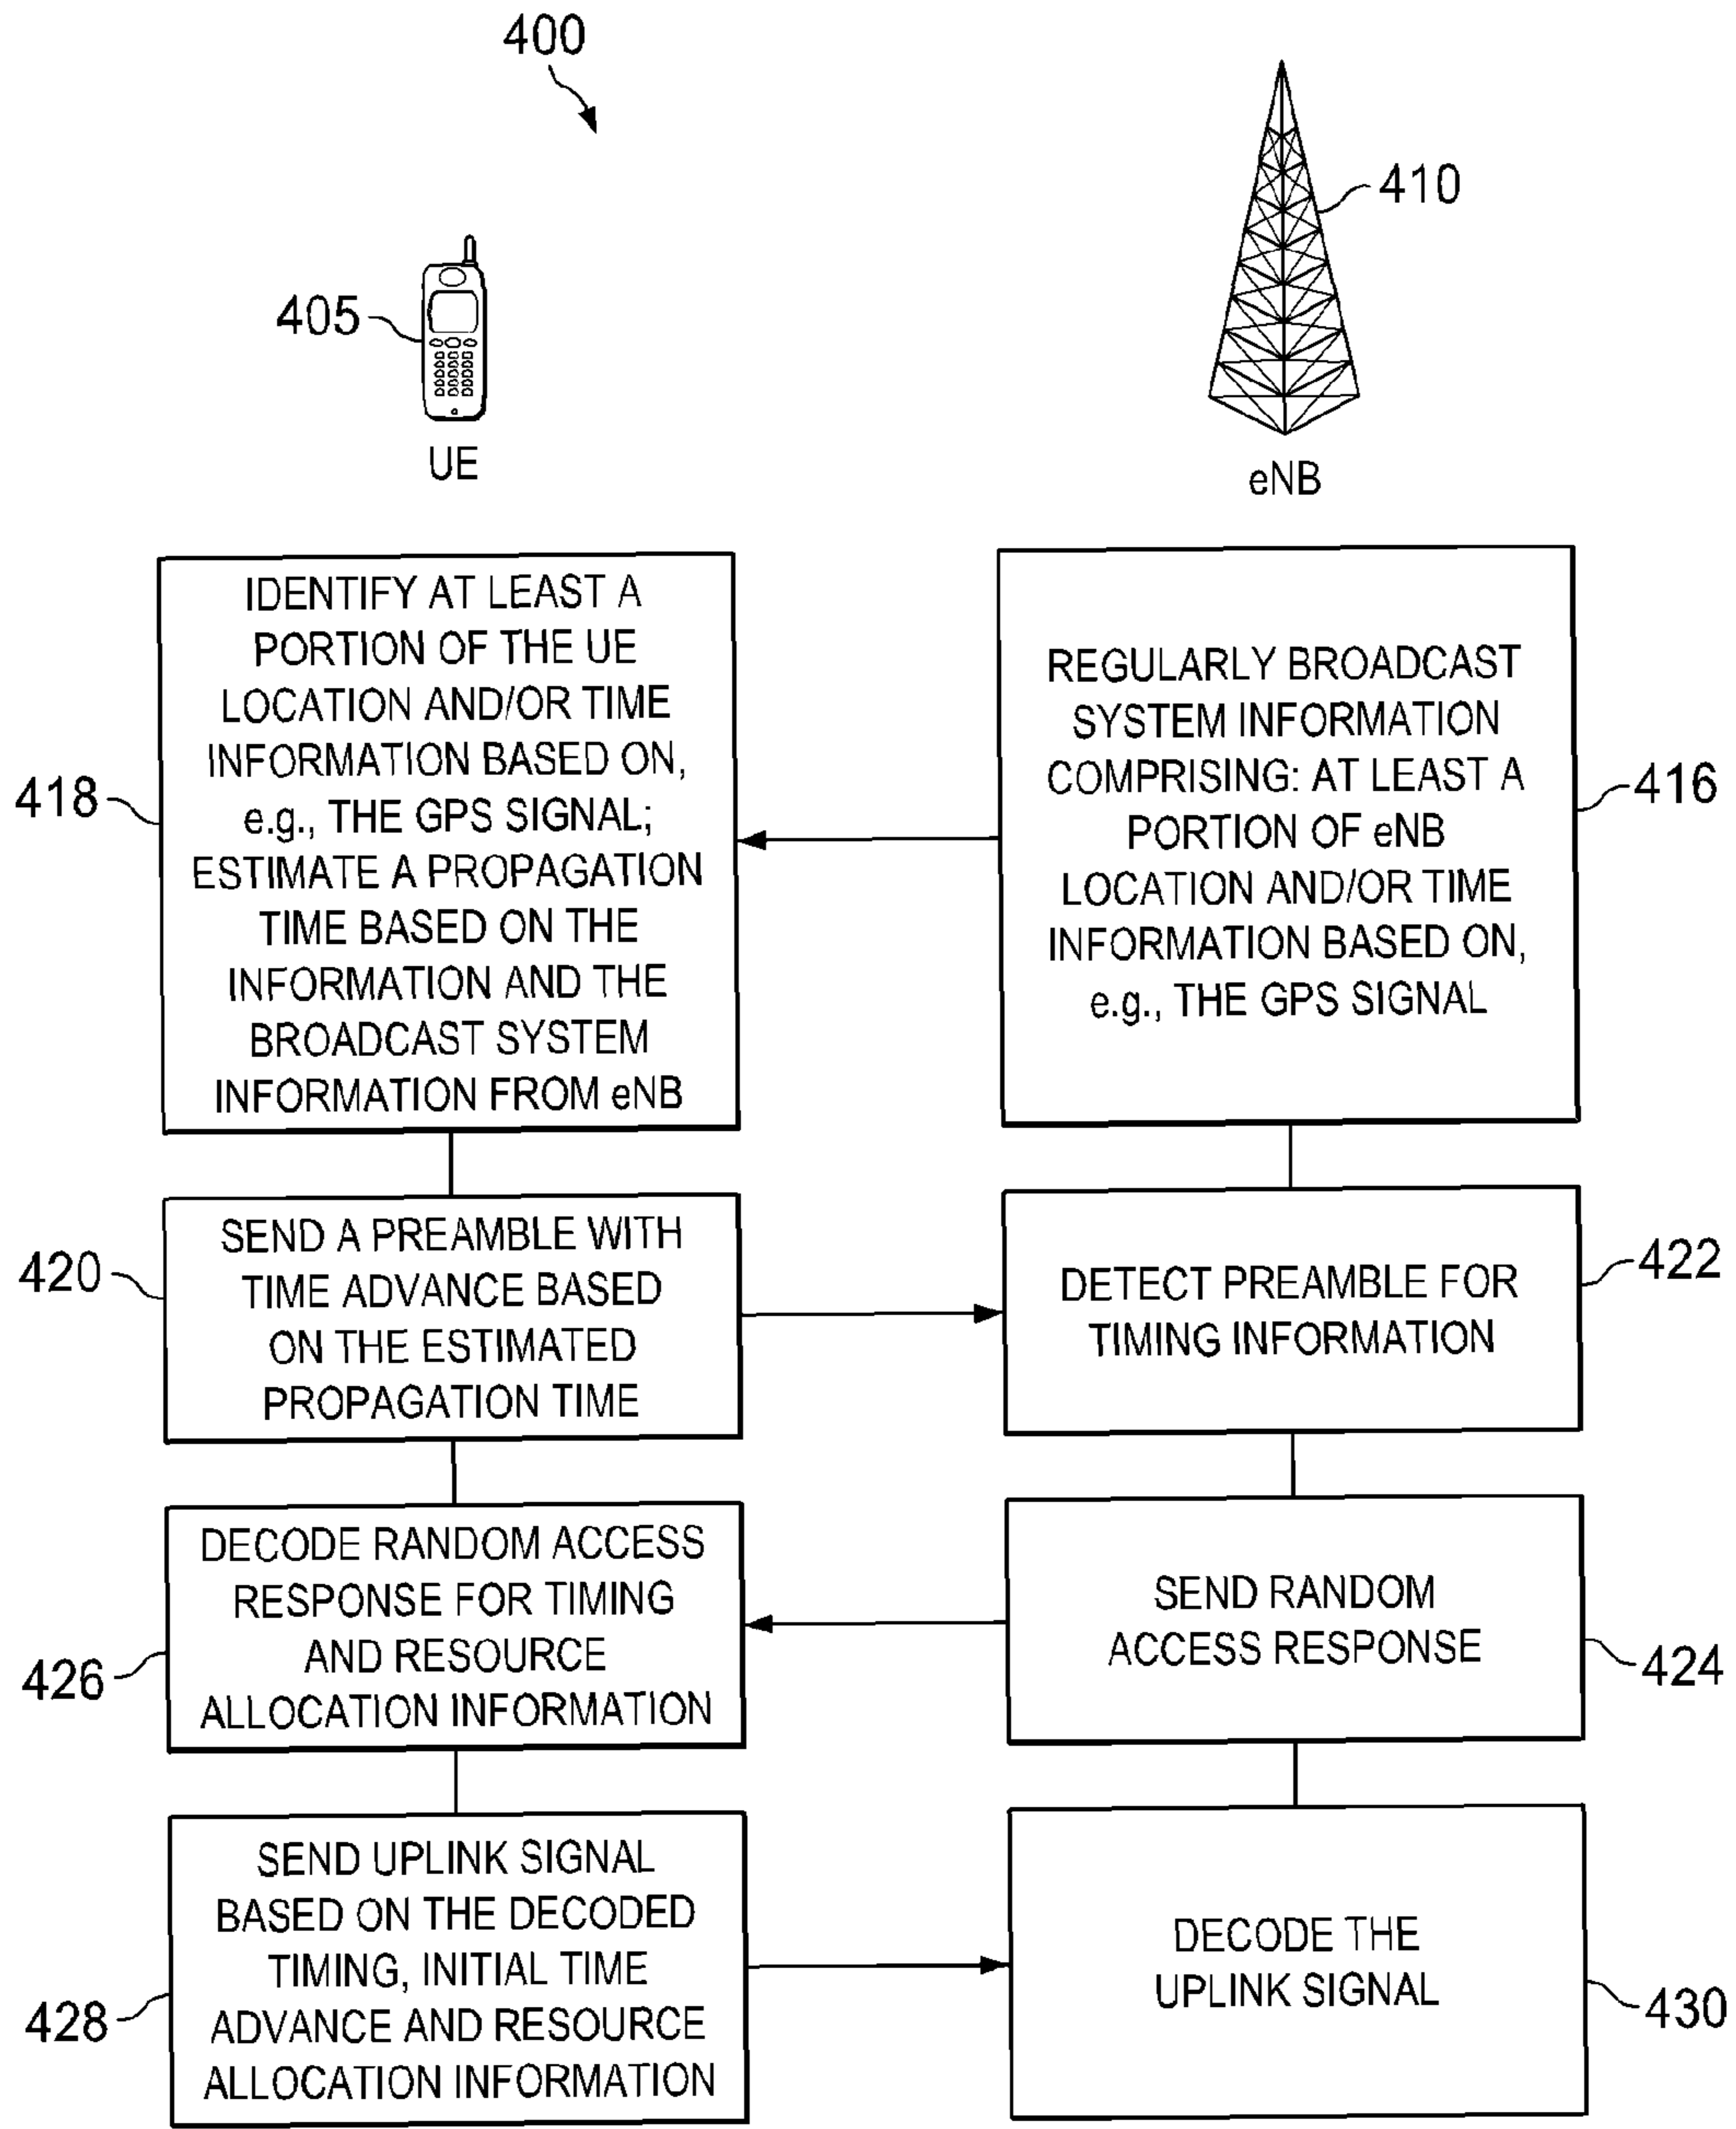 400
410
405
UE
eNB
IDENTIFY AT LEAST A
PORTION OF THE UE
LOCATION AND/OR TIME
INFORMATION BASED ON,
e.g., THE GPS SIGNAL;
ESTIMATE A PROPAGATION
TIME BASED ON THE
INFORMATION AND THE
BROADCAST SYSTEM
INFORMATION FROM eNB
418
REGULARLY BROADCAST
SYSTEM INFORMATION
COMPRISING: AT LEAST A
PORTION OF eNB
LOCATION AND/OR TIME
INFORMATION BASED ON,
e.g., THE GPS SIGNAL
416
SEND A PREAMBLE WITH
TIME ADVANCE BASED
ON THE ESTIMATED
PROPAGATION TIME
420
DETECT PREAMBLE FOR
TIMING INFORMATION
422
DECODE RANDOM ACCESS
RESPONSE FOR TIMING
AND RESOURCE
ALLOCATION INFORMATION
426
SEND RANDOM
ACCESS RESPONSE
424
SEND UPLINK SIGNAL
BASED ON THE DECODED
TIMING, INITIAL TIME
ADVANCE AND RESOURCE
ALLOCATION INFORMATION
428
DECODE THE
UPLINK SIGNAL
430